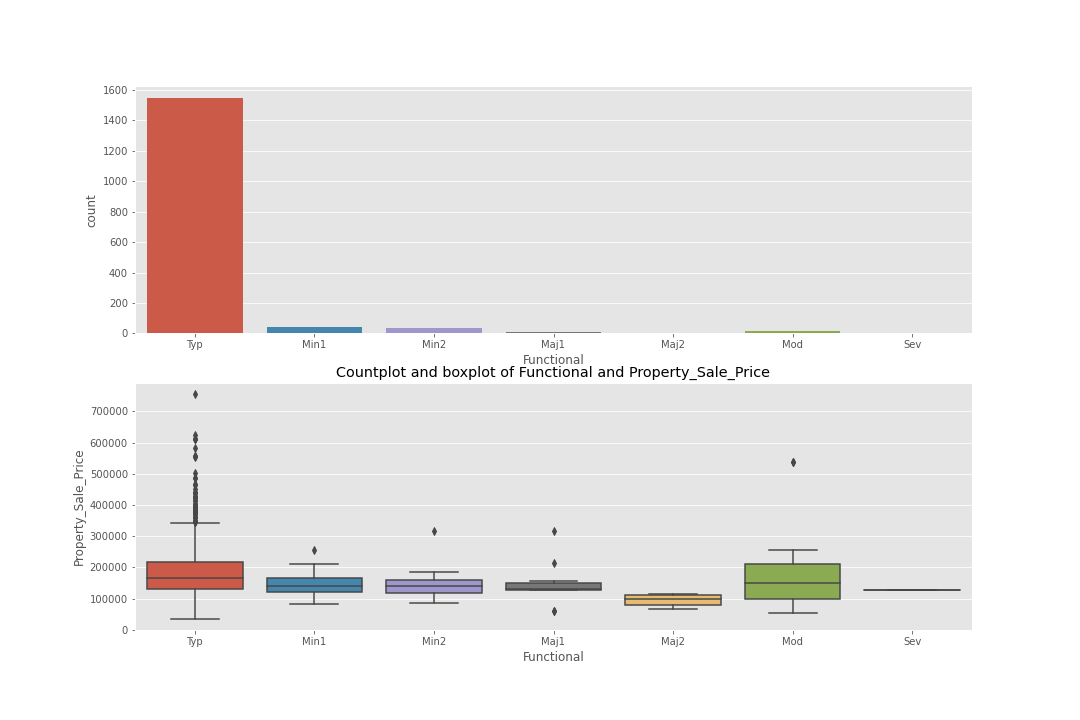 1600
1400
1200
1000
800
600
400
200
0
count
Typ Min1 Min2 Maj1 Maj2 Mod Sev
Functional
Countplot and boxplot of Functional and Property_Sale_Price
700000
600000
500000
400000
300000
200000
100000
0
Property_Sale_Price
Typ Min1 Min2 Maj1 Maj2 Mod Sev
Functional